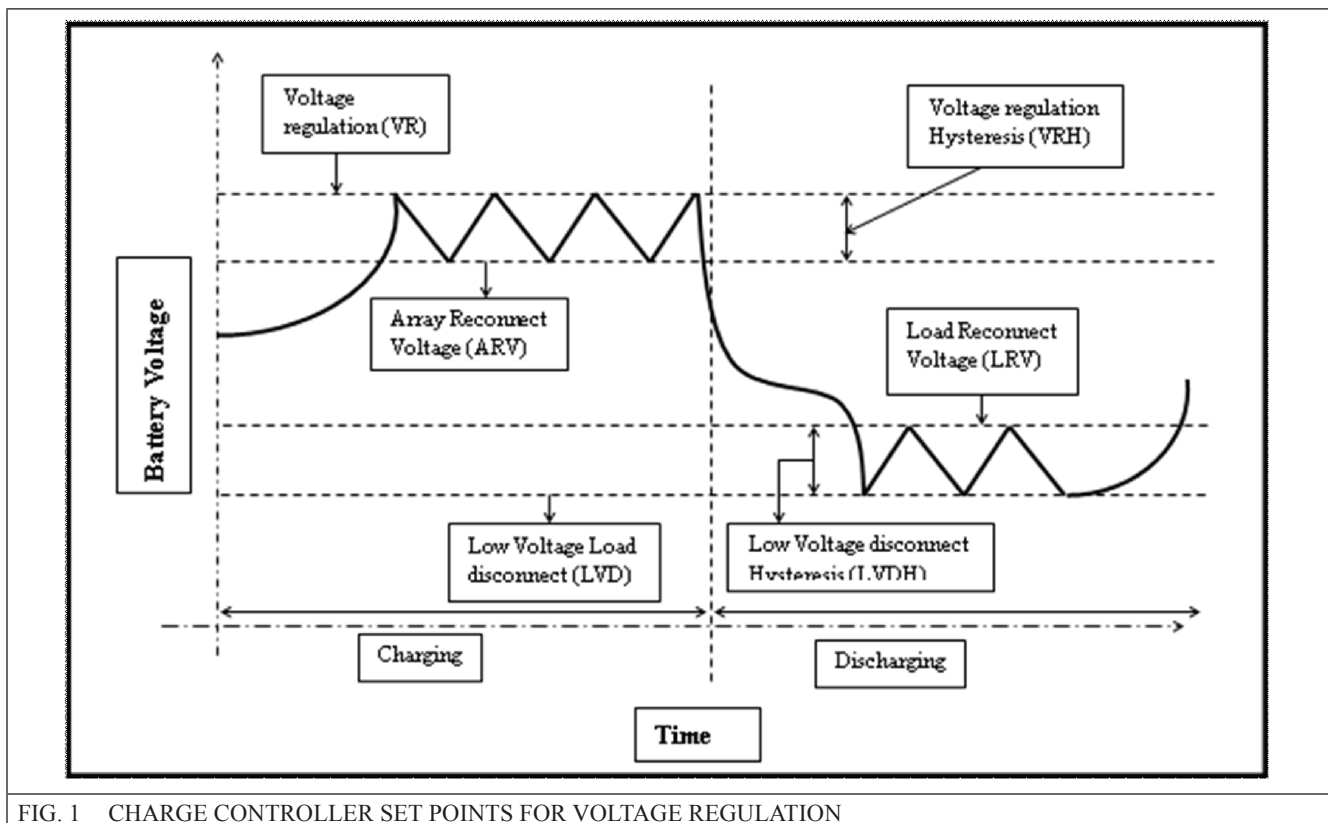 Voltage
regulation (VR)
Voltage regulation
Hysteresis (VRH)
Array Reconnect
Voltage (ARV)
Load Reconnect
Voltage (LRV)
Battery Voltage
Low Voltage Load
disconnect (LVD)
Low Voltage disconnect
Hysteresis (LVDH)
Charging
Discharging
Time
FIG. 1 CHARGE CONTROLLER SET POINTS FOR VOLTAGE REGULATION